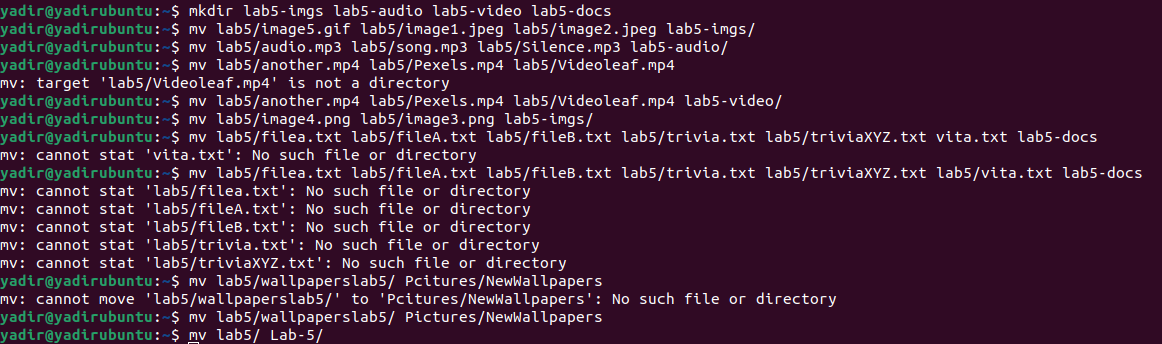 yadir@yadirubuntu:~$ mkdir lab5-imgs lab5-audio lab5-video lab5-docs
yadir@yadirubuntu:~$ mv lab5/image5.gif lab5/image1.jpeg lab5/image2.jpeg lab5-imgs/
yadir@yadirubuntu:~$ mv lab5/audio.mp3 lab5/song.mp3 lab5/Silence.mp3 lab5-audio/
yadir@yadirubuntu:~$ mv lab5/another.mp4 lab5/Pexels.mp4 lab5/Videoleaf.mp4
mv: target 'lab5/Videoleaf.mp4' is not a directory
yadir@yadirubuntu:~$ mv lab5/another.mp4 lab5/Pexels.mp4 lab5/Videoleaf.mp4 lab5-video/
yadir@yadirubuntu:~$ mv lab5/image4.png lab5/image3.png lab5-imgs/
yadir@yadirubuntu:~$ mv lab5/filea.txt lab5/fileA.txt lab5/fileB.txt lab5/trivia.txt lab5/triviaXYZ.txt vita.txt lab5-docs
mv: cannot stat 'vita.txt': No such file or directory
yadir@yadirubuntu:~$ mv lab5/filea.txt lab5/fileA.txt lab5/fileB.txt lab5/trivia.txt lab5/triviaXYZ.txt lab5/vita.txt lab5-docs
mv: cannot stat 'lab5/filea.txt': No such file or directory
mv: cannot stat 'lab5/fileA.txt': No such file or directory
mv: cannot stat 'lab5/fileB.txt': No such file or directory
mv: cannot stat 'lab5/trivia.txt': No such file or directory
mv: cannot stat 'lab5/triviaXYZ.txt': No such file or directory
yadir@yadirubuntu:~$ mv lab5/wallpaperslab5/ Pcitures/NewWallpapers
mv: cannot move 'lab5/wallpaperslab5/' to 'Pcitures/NewWallpapers': No such file or directory
yadir@yadirubuntu:~$ mv lab5/wallpaperslab5/ Pictures/NewWallpapers
yadir@yadirubuntu:~$ mv lab5/ Lab-5/